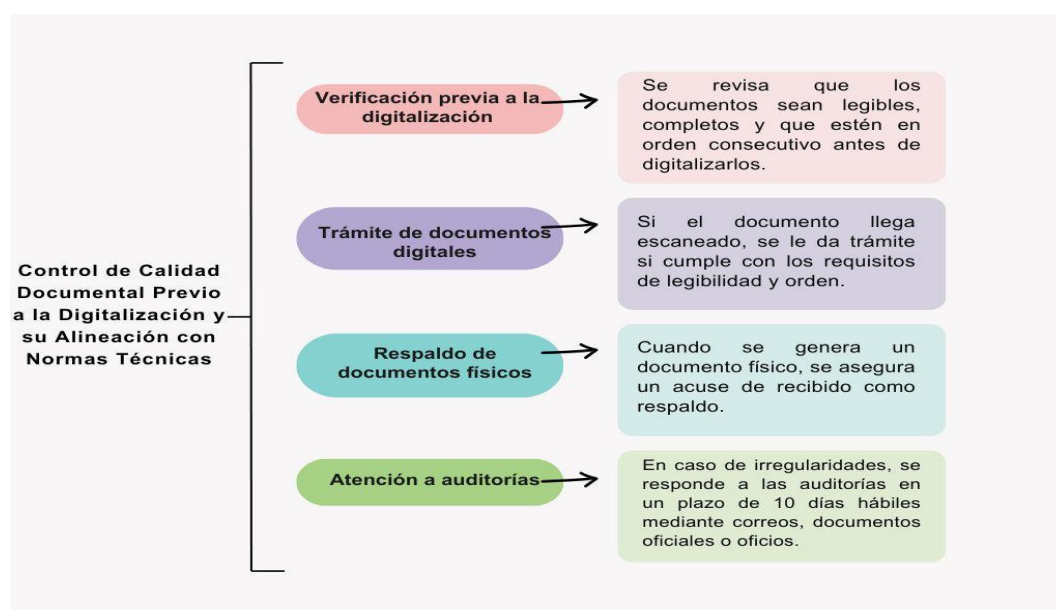 Control de Calidad
Documental Previo
a la Digitalización y
su Alineación con
Normas Técnicas
Verificación previa a la
digitalización
Se revisa que los
documentos sean legibles,
completos y que estén en
orden consecutivo antes de
digitalizarlos.
Trámite de documentos
digitales
Si el documento llega
escaneado, se le da trámite
si cumple con los requisitos
de legibilidad y orden.
Respaldo de
documentos físicos
Cuando se genera un
documento físico, se asegura
un acuse de recibido como
respaldo.
Atención a auditorías
En caso de irregularidades, se
responde a las auditorías en
un plazo de 10 días hábiles
mediante correos, documentos
oficiales o oficios.